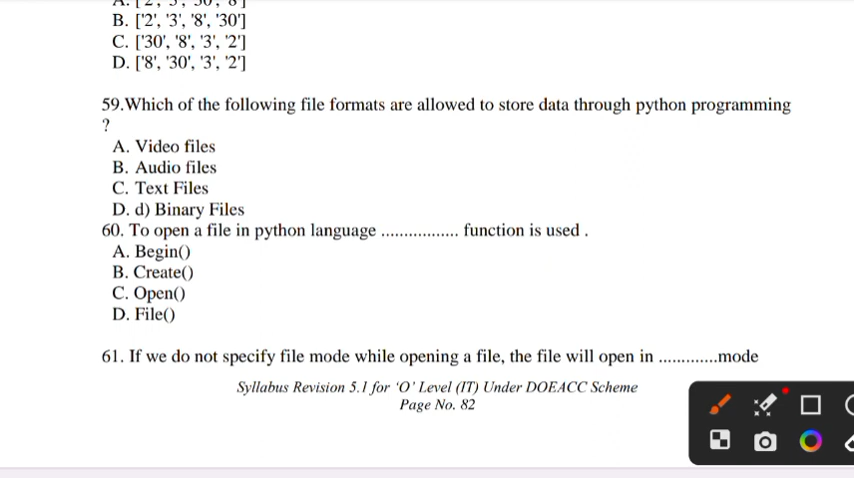 B. ['2', '3', '8', '30']
C. ['30', '8', '3', '2']
D. ['8', '30', '3', '2']
59.Which of the following file formats are allowed to store data through python programming
?
A. Video files
B. Audio files
C. Text Files
D. d) Binary Files
60. To open a file in python language ................. function is used .
A. Begin()
B. Create()
C. Open()
D. File()
61. If we do not specify file mode while opening a file, the file will open in .............mode
Syllabus Revision 5.1 for ‘O’ Level (IT) Under DOEACC Scheme
Page No. 82